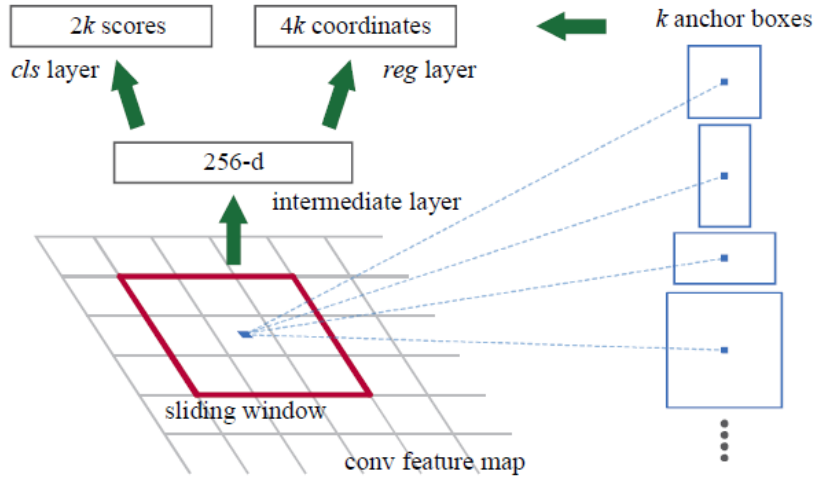 2k scores
4k coordinates
k anchor boxes
cls layer
reg layer
256-d
intermediate layer
sliding window
conv feature map